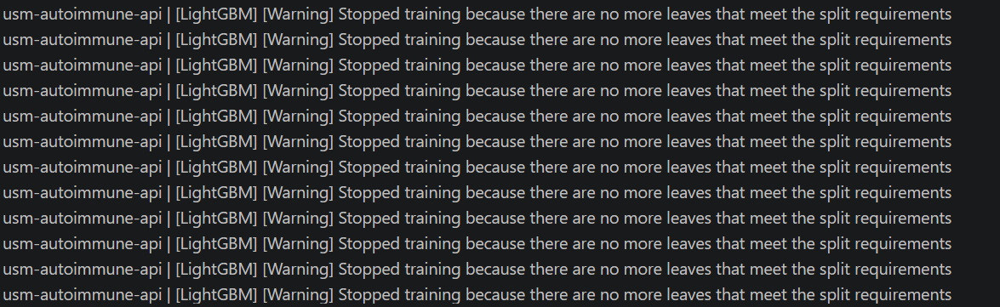 usm-autoimmune-api | [LightGBM] [Warning] Stopped training because there are no more leaves that meet the split requirements
usm-autoimmune-api | [LightGBM] [Warning] Stopped training because there are no more leaves that meet the split requirements
usm-autoimmune-api | [LightGBM] [Warning] Stopped training because there are no more leaves that meet the split requirements
usm-autoimmune-api | [LightGBM] [Warning] Stopped training because there are no more leaves that meet the split requirements
usm-autoimmune-api | [LightGBM] [Warning] Stopped training because there are no more leaves that meet the split requirements
usm-autoimmune-api | [LightGBM] [Warning] Stopped training because there are no more leaves that meet the split requirements
usm-autoimmune-api | [LightGBM] [Warning] Stopped training because there are no more leaves that meet the split requirements
usm-autoimmune-api | [LightGBM] [Warning] Stopped training because there are no more leaves that meet the split requirements
usm-autoimmune-api | [LightGBM] [Warning] Stopped training because there are no more leaves that meet the split requirements
usm-autoimmune-api | [LightGBM] [Warning] Stopped training because there are no more leaves that meet the split requirements
usm-autoimmune-api | [LightGBM] [Warning] Stopped training because there are no more leaves that meet the split requirements
usm-autoimmune-api | [LightGBM] [Warning] Stopped training because there are no more leaves that meet the split requirements